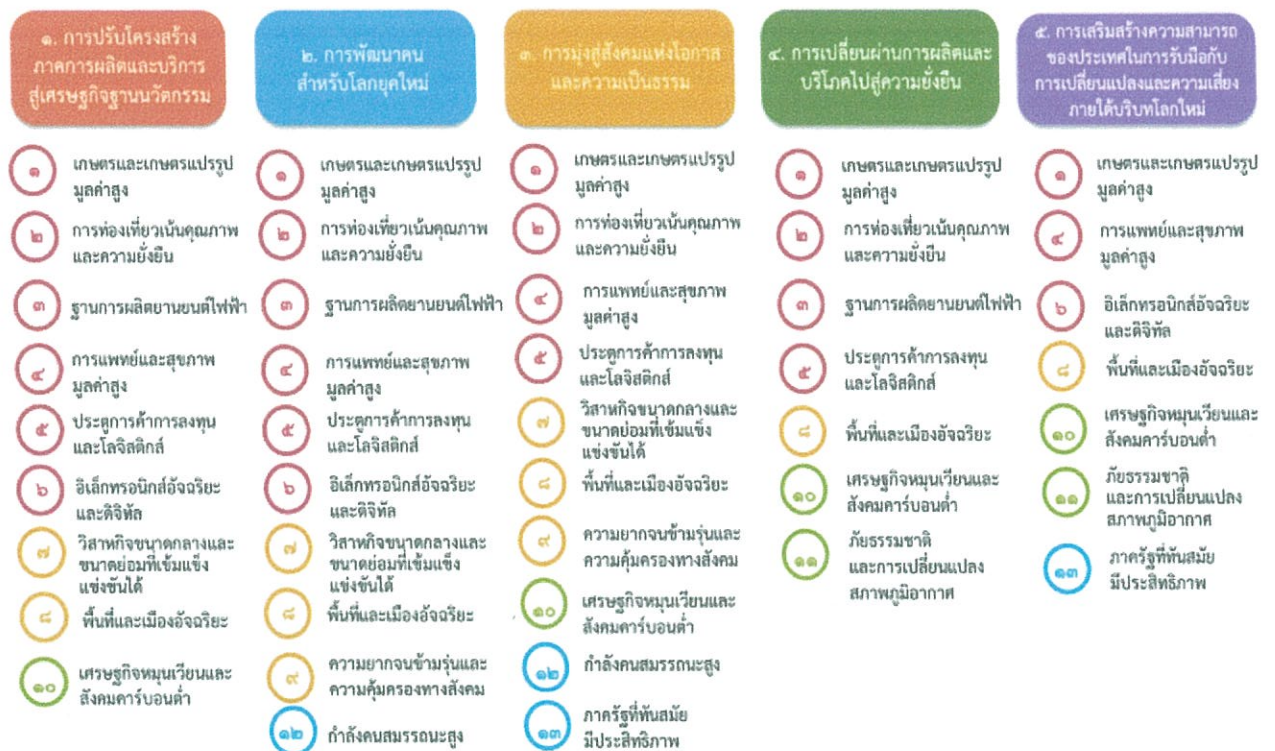 ๑. การปรับโครงสร้าง
ภาคการผลิตและบริการ
สู่เศรษฐกิจฐานนวัตกรรม
๑
เกษตรและเกษตรแปรรูป
มูลค่าสูง
๒
การท่องเที่ยวเน้นคุณภาพ
และความยั่งยืน
๓
ฐานการผลิตยานยนต์ไฟฟ้า
๔
การแพทย์และสุขภาพ
มูลค่าสูง
๕
ประตูการค้าการลงทุน
และโลจิสติกส์
๖
อิเล็กทรอนิกส์อัจฉริยะ
และดิจิทัล
๗
วิสาหกิจขนาดกลางและ
ขนาดย่อมที่เข้มแข็ง
แข่งขันได้
๘
พื้นที่และเมืองอัจฉริยะ
๑๐
เศรษฐกิจหมุนเวียนและ
สังคมคาร์บอนต่ำ
๒. การพัฒนาคน
สำหรับโลกยุคใหม่
๑
เกษตรและเกษตรแปรรูป
มูลค่าสูง
๒
การท่องเที่ยวเน้นคุณภาพ
และความยั่งยืน
๓
ฐานการผลิตยานยนต์ไฟฟ้า
๔
การแพทย์และสุขภาพ
มูลค่าสูง
๕
ประตูการค้าการลงทุน
และโลจิสติกส์
๖
อิเล็กทรอนิกส์อัจฉริยะ
และดิจิทัล
๗
วิสาหกิจขนาดกลางและ
ขนาดย่อมที่เข้มแข็ง
แข่งขันได้
๘
พื้นที่และเมืองอัจฉริยะ
๙
ความยากจนข้ามรุ่นและ
ความคุ้มครองทางสังคม
๑๒
กำลังคนสมรรถนะสูง
๓. การมุ่งสู่สังคมแห่งโอกาส
และความเป็นธรรม
๑
เกษตรและเกษตรแปรรูป
มูลค่าสูง
๒
การท่องเที่ยวเน้นคุณภาพ
และความยั่งยืน
๔
การแพทย์และสุขภาพ
มูลค่าสูง
๕
ประตูการค้าการลงทุน
และโลจิสติกส์
๗
วิสาหกิจขนาดกลางและ
ขนาดย่อมที่เข้มแข็ง
แข่งขันได้
๘
พื้นที่และเมืองอัจฉริยะ
๙
ความยากจนข้ามรุ่นและ
ความคุ้มครองทางสังคม
๑๐
เศรษฐกิจหมุนเวียนและ
สังคมคาร์บอนต่ำ
๑๒
กำลังคนสมรรถนะสูง
๑๓
ภาครัฐที่ทันสมัย
มีประสิทธิภาพ
๔. การเปลี่ยนผ่านการผลิตและ
บริโภคไปสู่ความยั่งยืน
๑
เกษตรและเกษตรแปรรูป
มูลค่าสูง
๒
การท่องเที่ยวเน้นคุณภาพ
และความยั่งยืน
๓
ฐานการผลิตยานยนต์ไฟฟ้า
๕
ประตูการค้าการลงทุน
และโลจิสติกส์
๘
พื้นที่และเมืองอัจฉริยะ
๑๐
เศรษฐกิจหมุนเวียนและ
สังคมคาร์บอนต่ำ
๑๑
ภัยธรรมชาติ
และการเปลี่ยนแปลง
สภาพภูมิอากาศ
๕. การเสริมสร้างความสามารถ
ของประเทศในการรับมือกับ
การเปลี่ยนแปลงและความเสี่ยง
ภายใต้บริบทโลกใหม่
๑
เกษตรและเกษตรแปรรูป
มูลค่าสูง
๔
การแพทย์และสุขภาพ
มูลค่าสูง
๖
อิเล็กทรอนิกส์อัจฉริยะ
และดิจิทัล
๘
พื้นที่และเมืองอัจฉริยะ
๑๐
เศรษฐกิจหมุนเวียนและ
สังคมคาร์บอนต่ำ
๑๑
ภัยธรรมชาติ
และการเปลี่ยนแปลง
สภาพภูมิอากาศ
๑๓
ภาครัฐที่ทันสมัย
มีประสิทธิภาพ